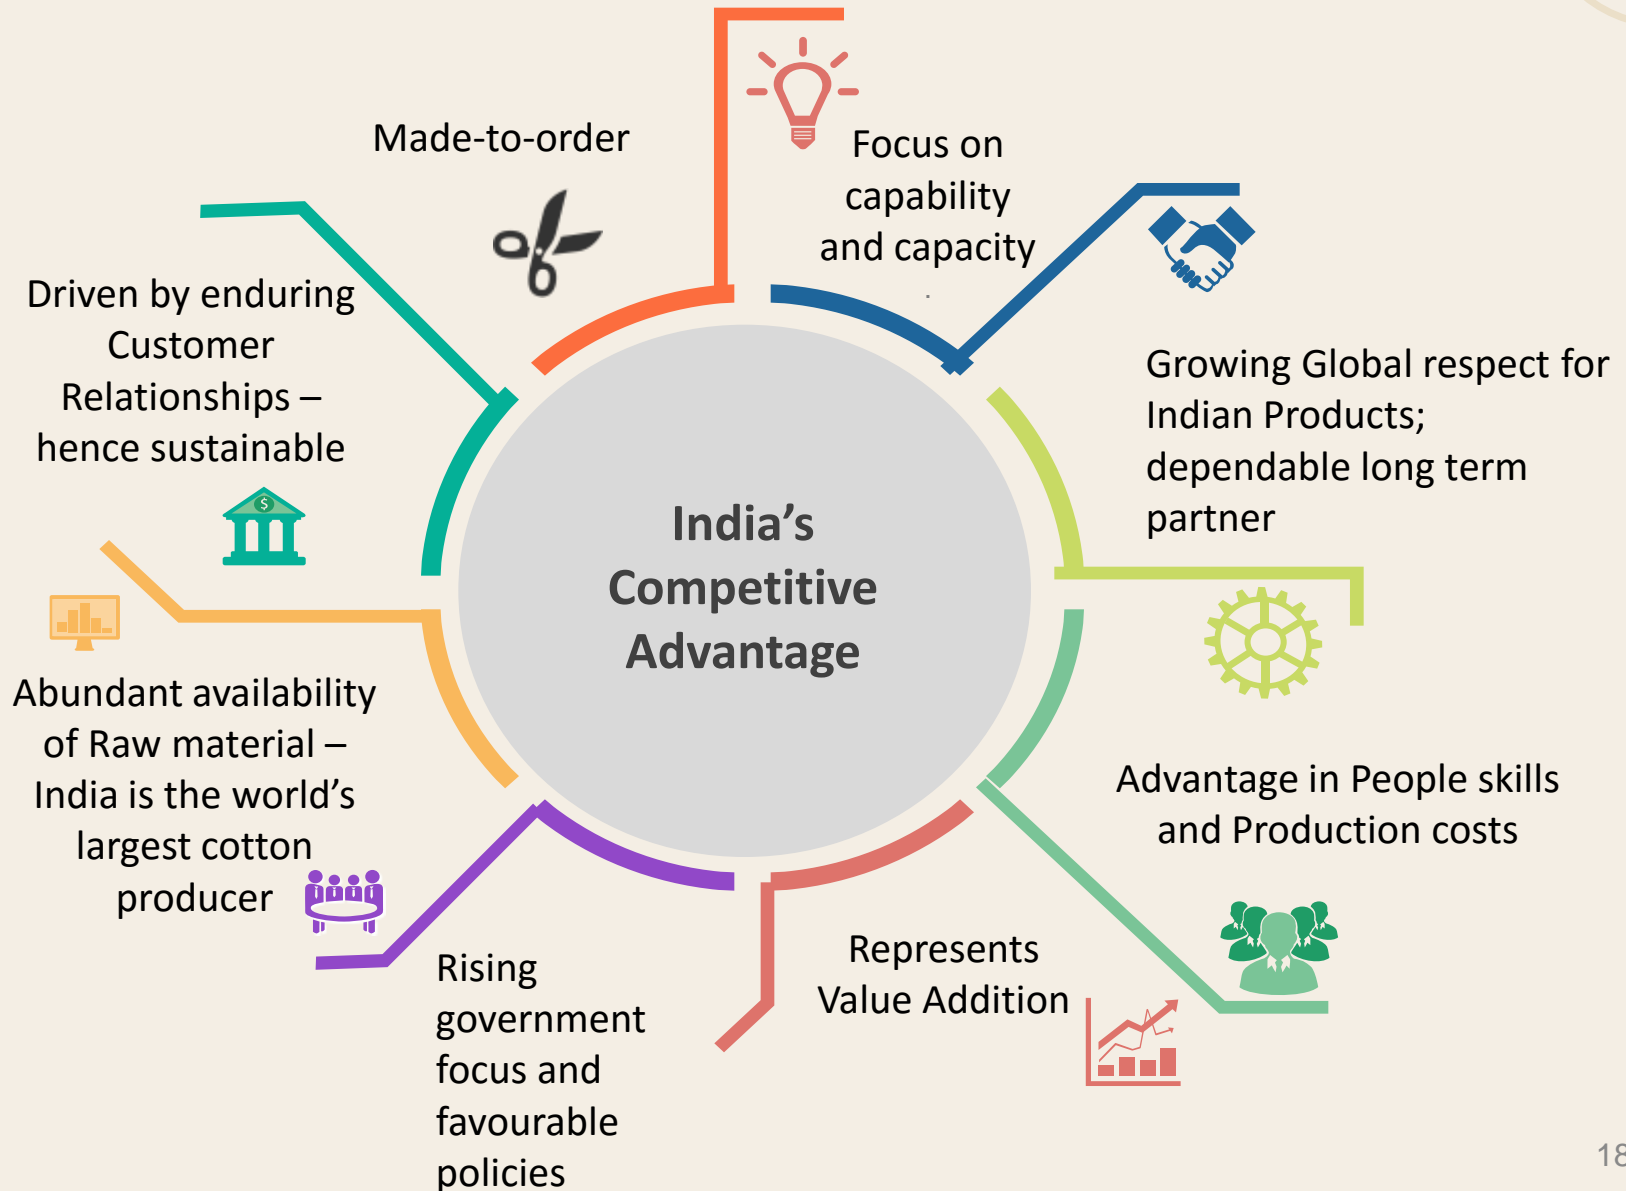 Made-to-order
Focus on
capability
and capacity
.
Driven by enduring
Customer
Relationships –
hence sustainable
Growing Global respect for
Indian Products;
dependable long term
partner
India’s
Competitive
Advantage
$
Abundant availability
of Raw material –
India is the world’s
largest cotton
producer
Advantage in People skills
and Production costs
Rising
government
focus and
favourable
policies
Represents
Value Addition
18